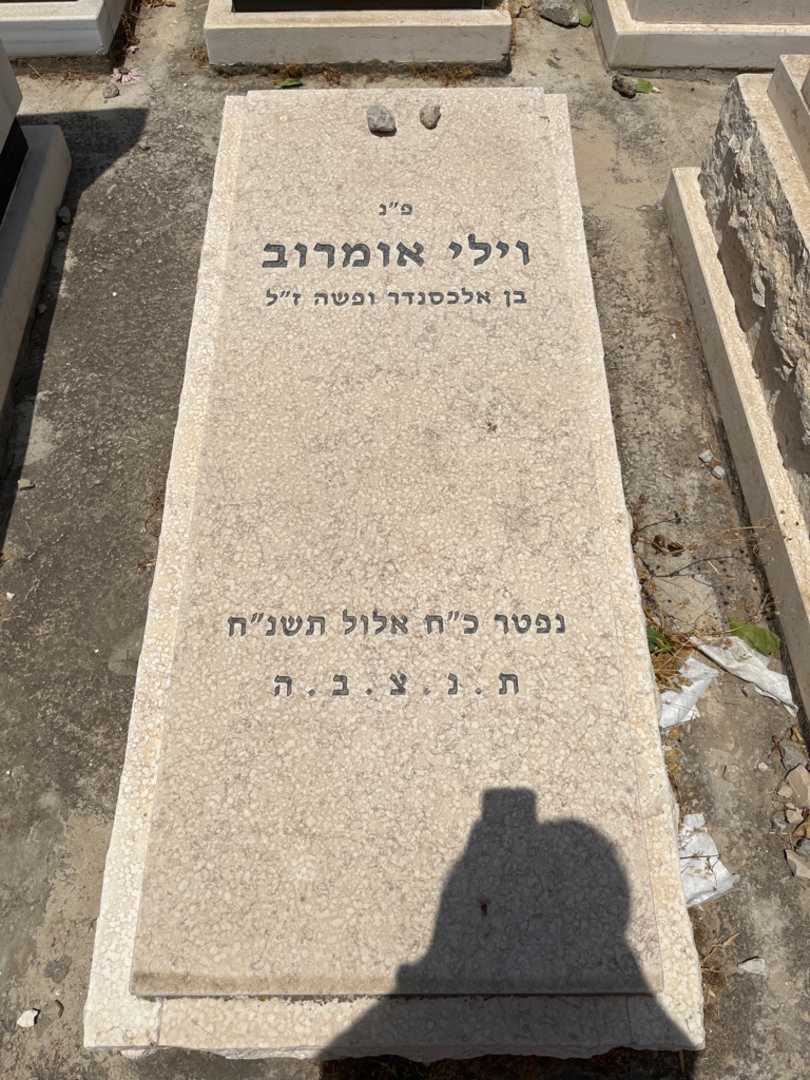 פ״נ
וילי אומרוב
בן אלכסנדר ופשה ז״ל
נפטר כ״ח אלול תשנ״ח
ת . נ . צ . ב . ה